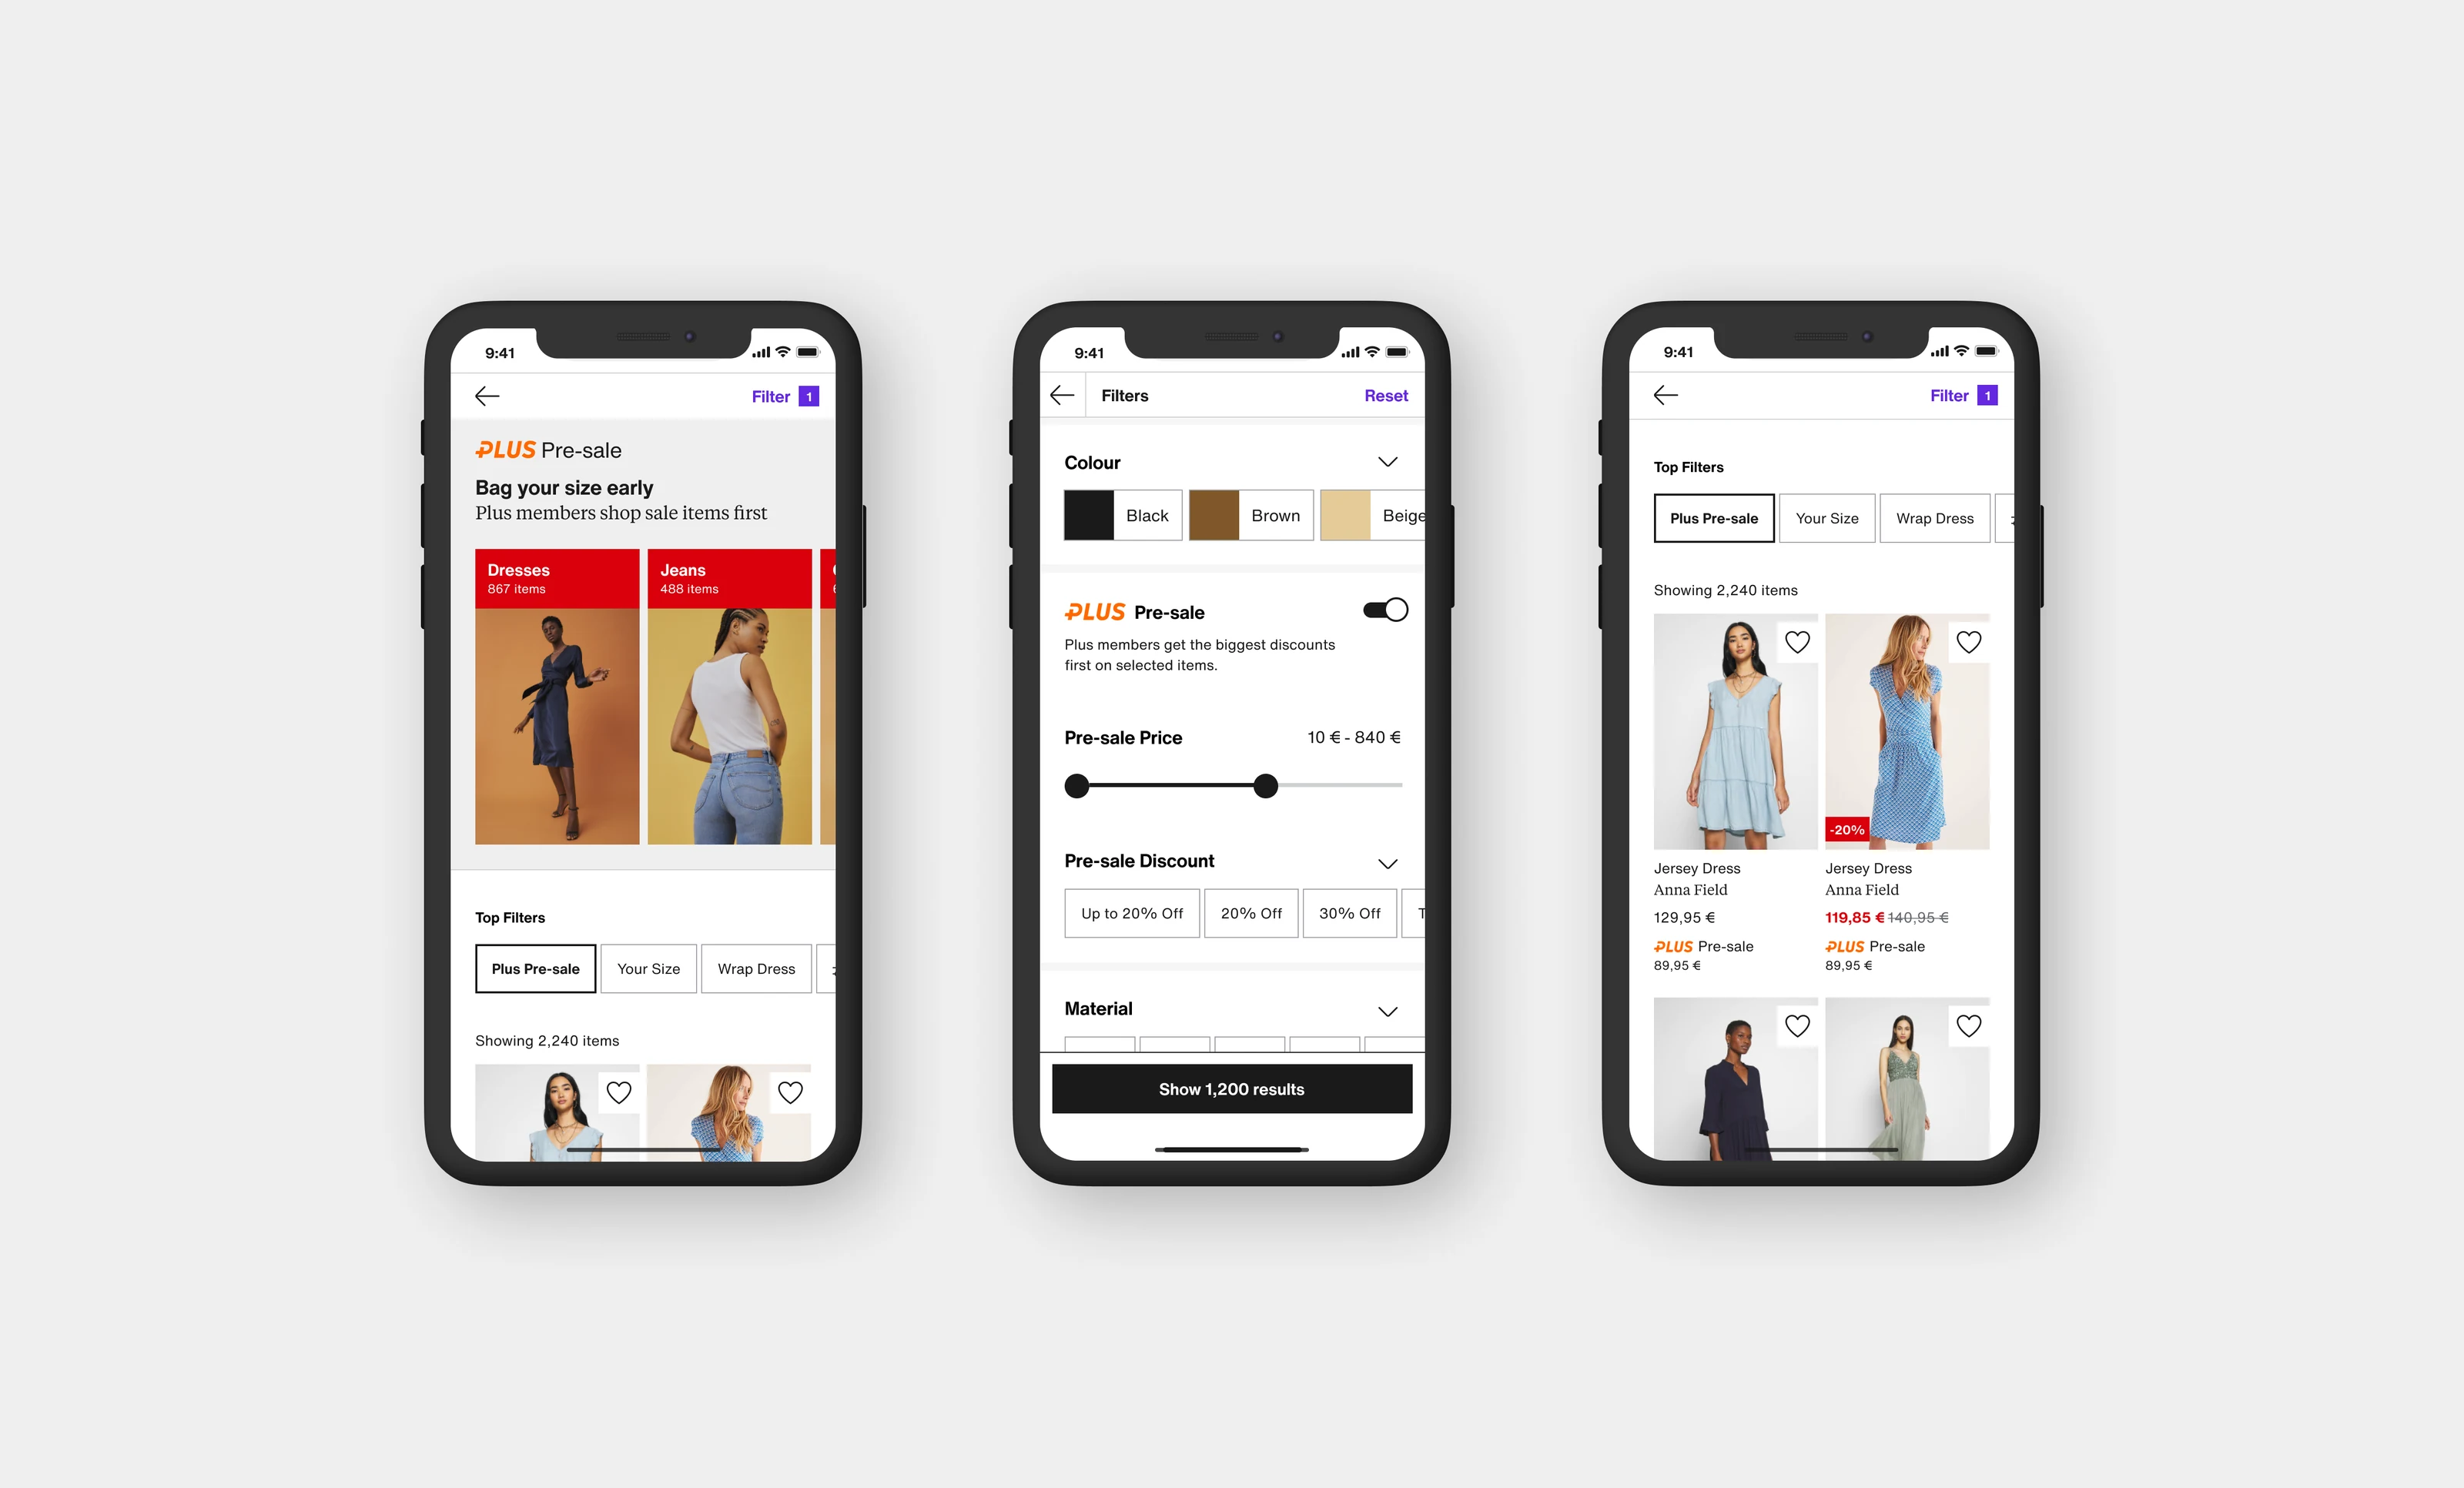 9:41
Filter 1
PLUS Pre-sale
Bag your size early
Plus members shop sale items first
Dresses
867 items
Jeans
488 items
Top Filters
Plus Pre-sale
Your Size
Wrap Dress
Showing 2,240 items
9:41
Filters
Reset
Colour
Black
Brown
Beige
PLUS Pre-sale
Plus members get the biggest discounts
first on selected items.
Pre-sale Price
10 € - 840 €
Pre-sale Discount
Up to 20% Off
20% Off
30% Off
Material
Show 1,200 results
9:41
Filter 1
Top Filters
Plus Pre-sale
Your Size
Wrap Dress
Showing 2,240 items
-20%
Jersey Dress
Anna Field
129,95 €
PLUS Pre-sale
89,95 €
Jersey Dress
Anna Field
119,85 € 140,95 €
PLUS Pre-sale
89,95 €